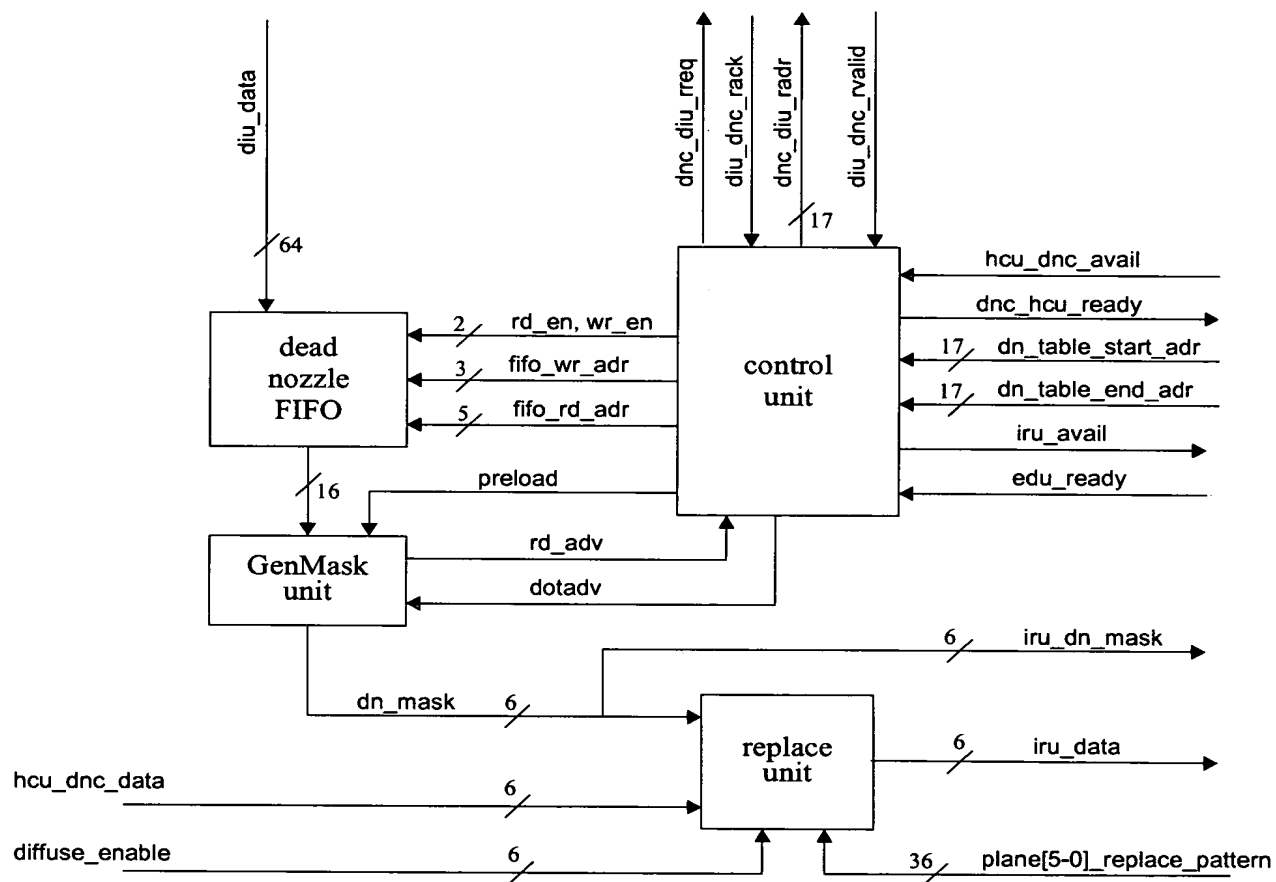 diu_data
64
dnc_diu_rreq
diu_dnc_rack
dnc_diu_radr
17
diu_dnc_rvalid
hcu_dnc_avail
dnc_hcu_ready
17 dn_table_start_adr
17 dn_table_end_adr
iru_avail
edu_ready
control
unit
2 rd_en, wr_en
3 fifo_wr_adr
5 fifo_rd_adr
dead
nozzle
FIFO
16
preload
GenMask
unit
rd_adv
dotadv
6 iru_dn_mask
dn_mask 6
replace
unit
6 iru_data
hcu_dnc_data 6
diffuse_enable 6
36 plane[5-0]_replace_pattern